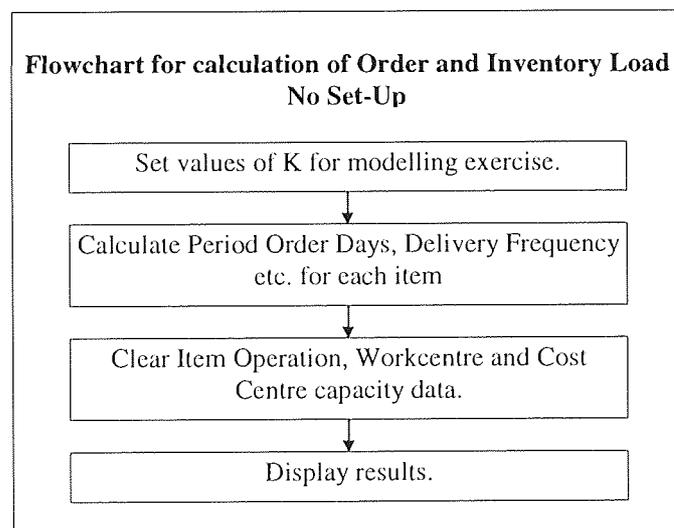 Flowchart for calculation of Order and Inventory Load
No Set-Up
Set values of K for modelling exercise.
Calculate Period Order Days, Delivery Frequency
etc. for each item
Clear Item Operation, Workcentre and Cost
Centre capacity data.
Display results.